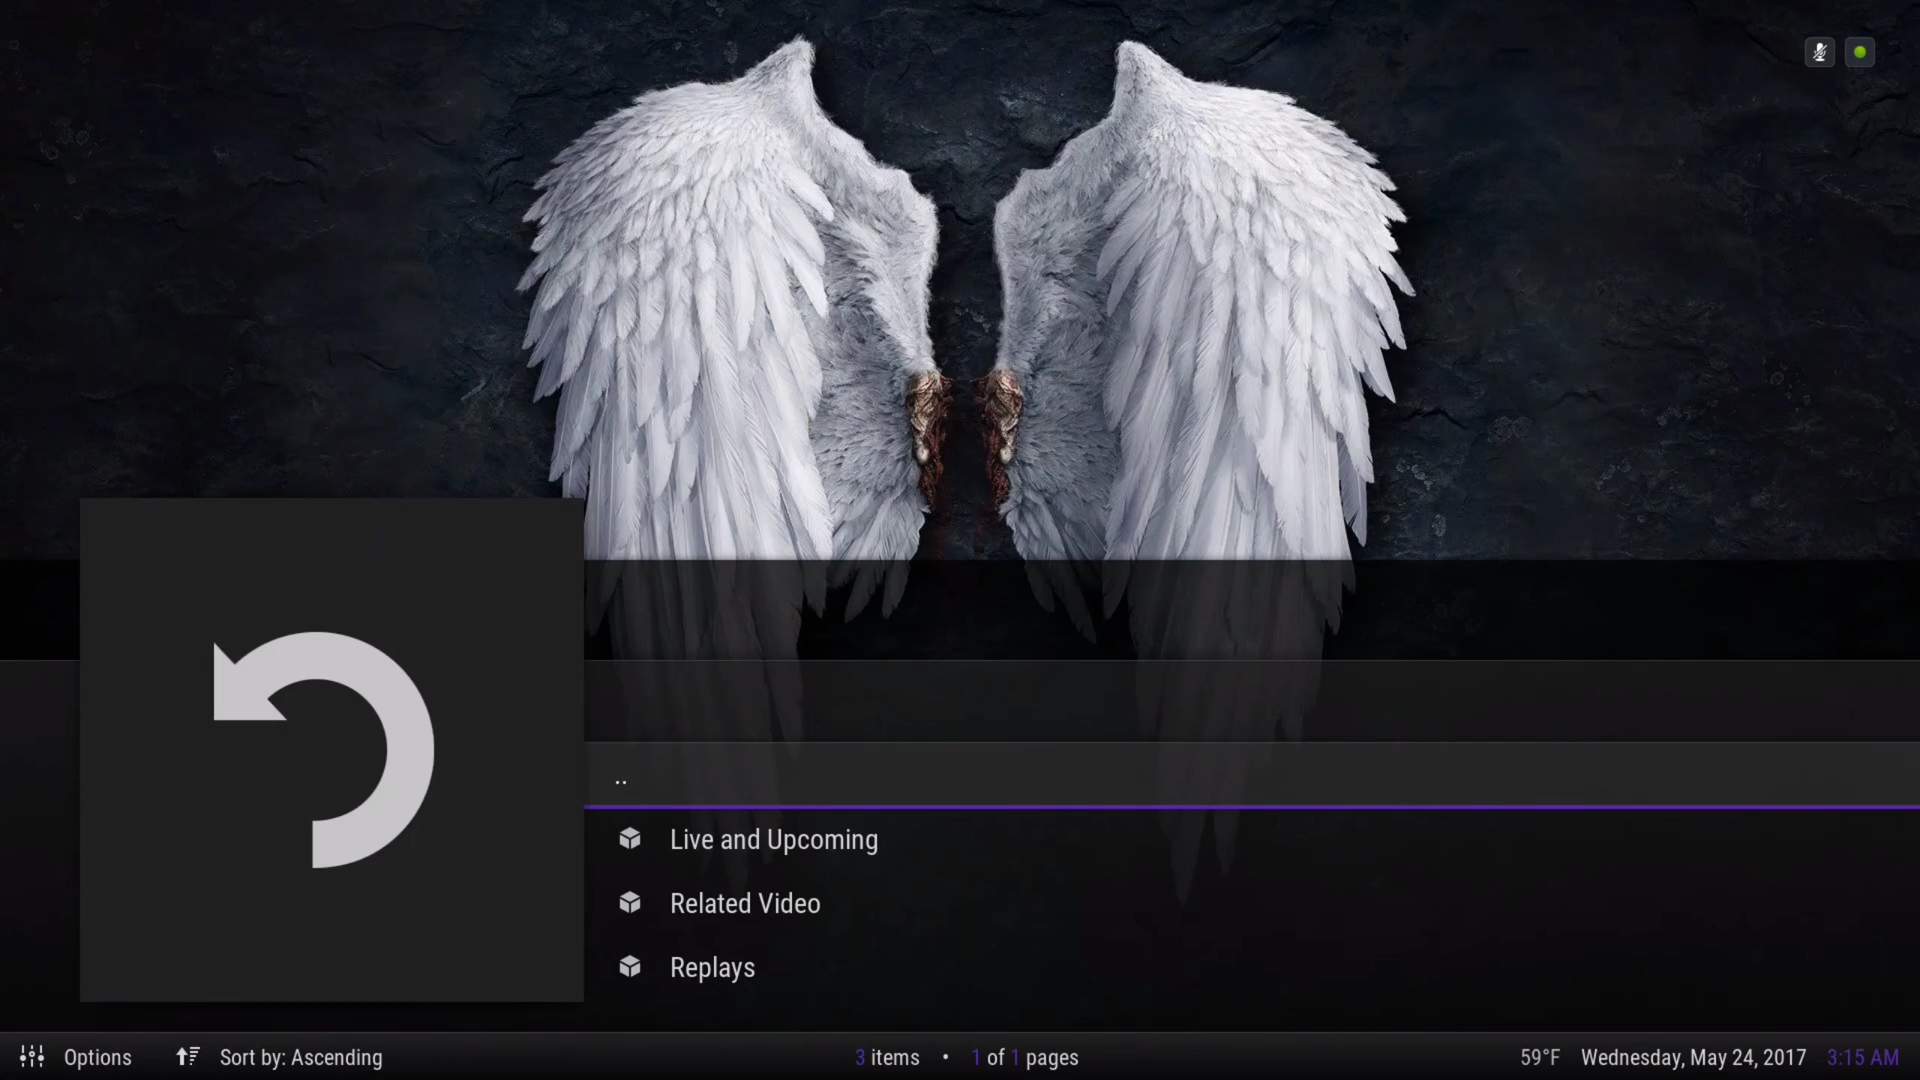 ..
Live and Upcoming
Related Video
Replays
Options Sort by: Ascending 3 items • 1 of 1 pages 59°F Wednesday, May 24, 2017 3:15 AM